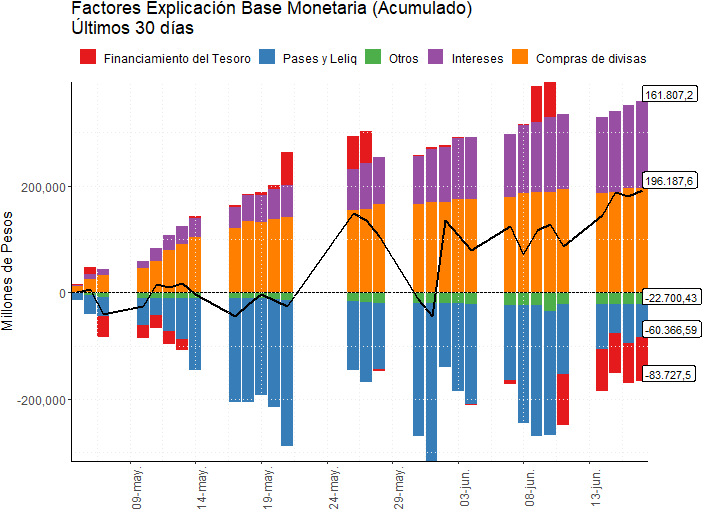 Factores Explicación Base Monetaria (Acumulado)
Últimos 30 días
Financiamiento del Tesoro
Pases y Leliq
Otros
Intereses
Compras de divisas
Millones de Pesos
200,000
0
-200,000
161.807,2
196.187,6
-22.700,43
-60.366,59
-83.727,5
09-may.
14-may.
19-may.
24-may.
29-may.
03-jun.
08-jun.
13-jun.